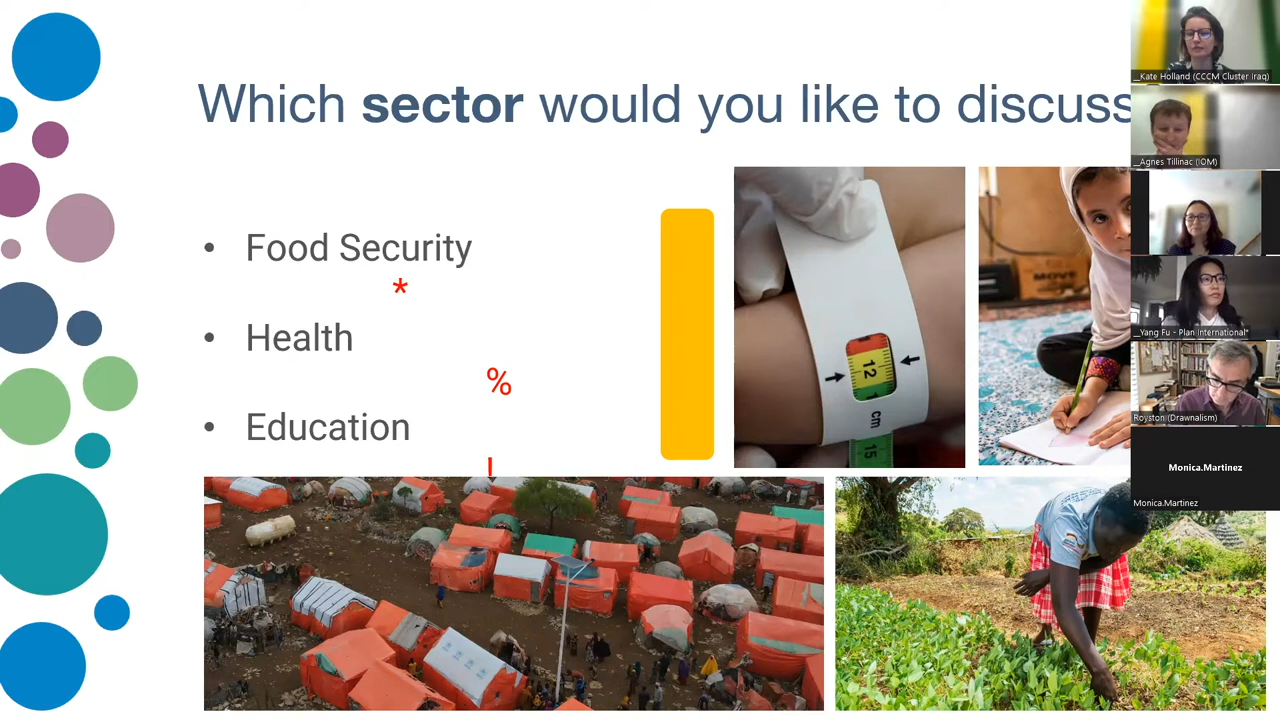 Which sector would you like to discuss
• Food Security
*
• Health
%
• Education
!
12
cm
15
MOVE
_Kate Holland (CCCM Cluster Iraq)
_Agnes Tillinac (IOM)
_Yang Fu - Plan International*
Royston (Drawnalism)
Monica.Martinez
Monica.Martinez